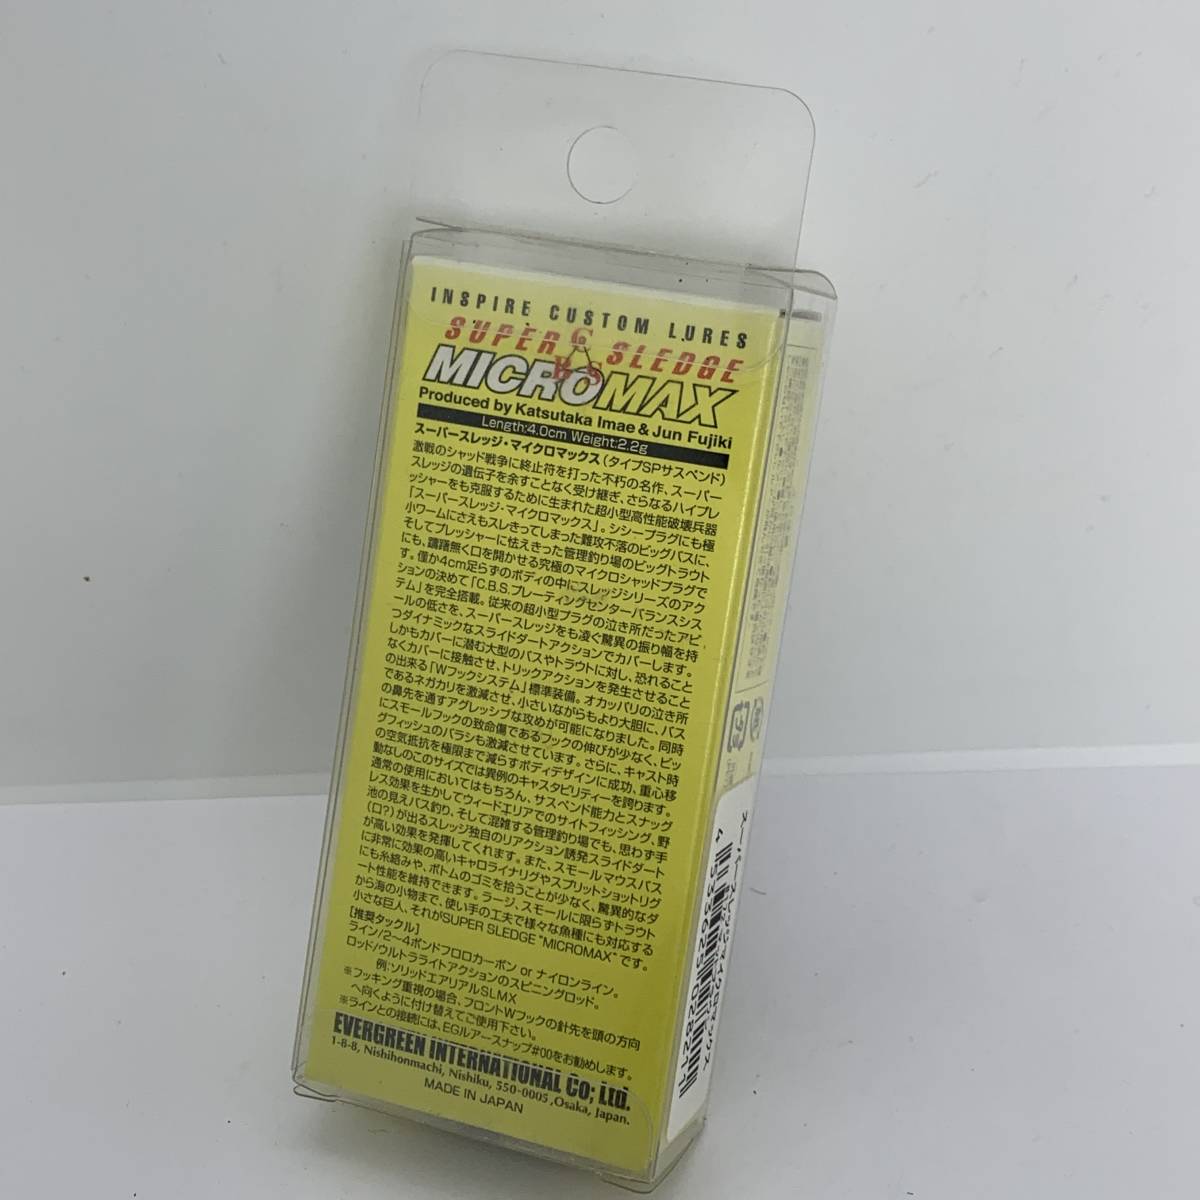 INSPIRE CUSTOM LURES
SUPER SLEDGE
C
B S
MICROMAX
Produced by Katsutaka Imae & Jun Fujiki
Length:4.0cm Weight:2.2g
スーパースレッジ・マイクロマックス(タイプSPサスペンド)
激戦のシャッド戦争に終止符を打った不朽の名作、スーパー
スレッジの遺伝子を余すことなく受け継ぎ、さらなるハイプレ
ッシャーをも克服するために生まれた超小型高性能破壊兵器
「スーパースレッジ・マイクロマックス」。シシープラグにも極
小ワームにさえもスレきってしまった難攻不落のビッグバスに、
そしてプレッシャーに怯えきった管理釣り場のビッグトラウト
にも、躊躇無く口を開かせる究極のマイクロシャッドプラグで
す。僅か4cm足らずのボディの中にスレッジシリーズのアク
ションの決めて「C.B.S.プレーティングセンターバランスシス
テム」を完全搭載。従来の超小型プラグの泣き所だったアピ
ールの低さを、スーパースレッジをも凌ぐ驚異の振り幅を持
つダイナミックなスライドダートアクションでカバーします。
しかもカバーに潜む大型のバスやトラウトに対し、恐れること
なくカバーに接触させ、トリックアクションを発生させること
の出来る「Wフックシステム」標準装備。オカッパリの泣き所
であるネガカリを激減させ、小さいながらもより大胆に、バス
の鼻先を通すアグレッシブな攻めが可能になりました。同時
にスモールフックの致命傷であるフックの伸びが少なく、ビッ
グフィッシュのバラシも激減させています。さらに、キャスト時
の空気抵抗を極限まで減らすボディデザインに成功、重心移
動なしのこのサイズでは異例のキャスタビリティーを誇ります。
通常の使用においてはもちろん、サスペンド能力とスナッグ
レス効果を生かしてウィードエリアでのサイトフィッシング、野
池の見えバス釣り、そして混雑する管理釣り場でも、思わず手
(口?)が出るスレッジ独自のリアクション誘発スライドダート
が高い効果を発揮してくれます。また、スモールマウスバス
に非常に効果の高いキャロライナリグやスプリットショットリグ
にも糸絡みや、ボトムのゴミを拾うことが少なく、驚異的なダ
ート性能を維持できます。ラージ、スモールに限らずトラウト
から海の小物まで、使い手の工夫で様々な魚種にも対応する
小さな巨人、それがSUPER SLEDGE "MICROMAX"です。
[推奨タックル]
ライン/2〜4ポンドフロロカーボン or ナイロンライン。
ロッド/ウルトラライトアクションのスピニングロッド。
例:ソリッドエアリアルSLMX
※フッキング重視の場合、フロントWフックの針先を頭の方向
へ向くように付け替えてご使用下さい。
※ラインとの接続には、EGルアースナップ#00をお勧めします。
EVERGREEN INTERNATIONAL Co; Ltd.
1-8-8, Nishihonmachi, Nishiku, 550-0005 ,Osaka, Japan.
MADE IN JAPAN
スーパースレッジマイクロマックス